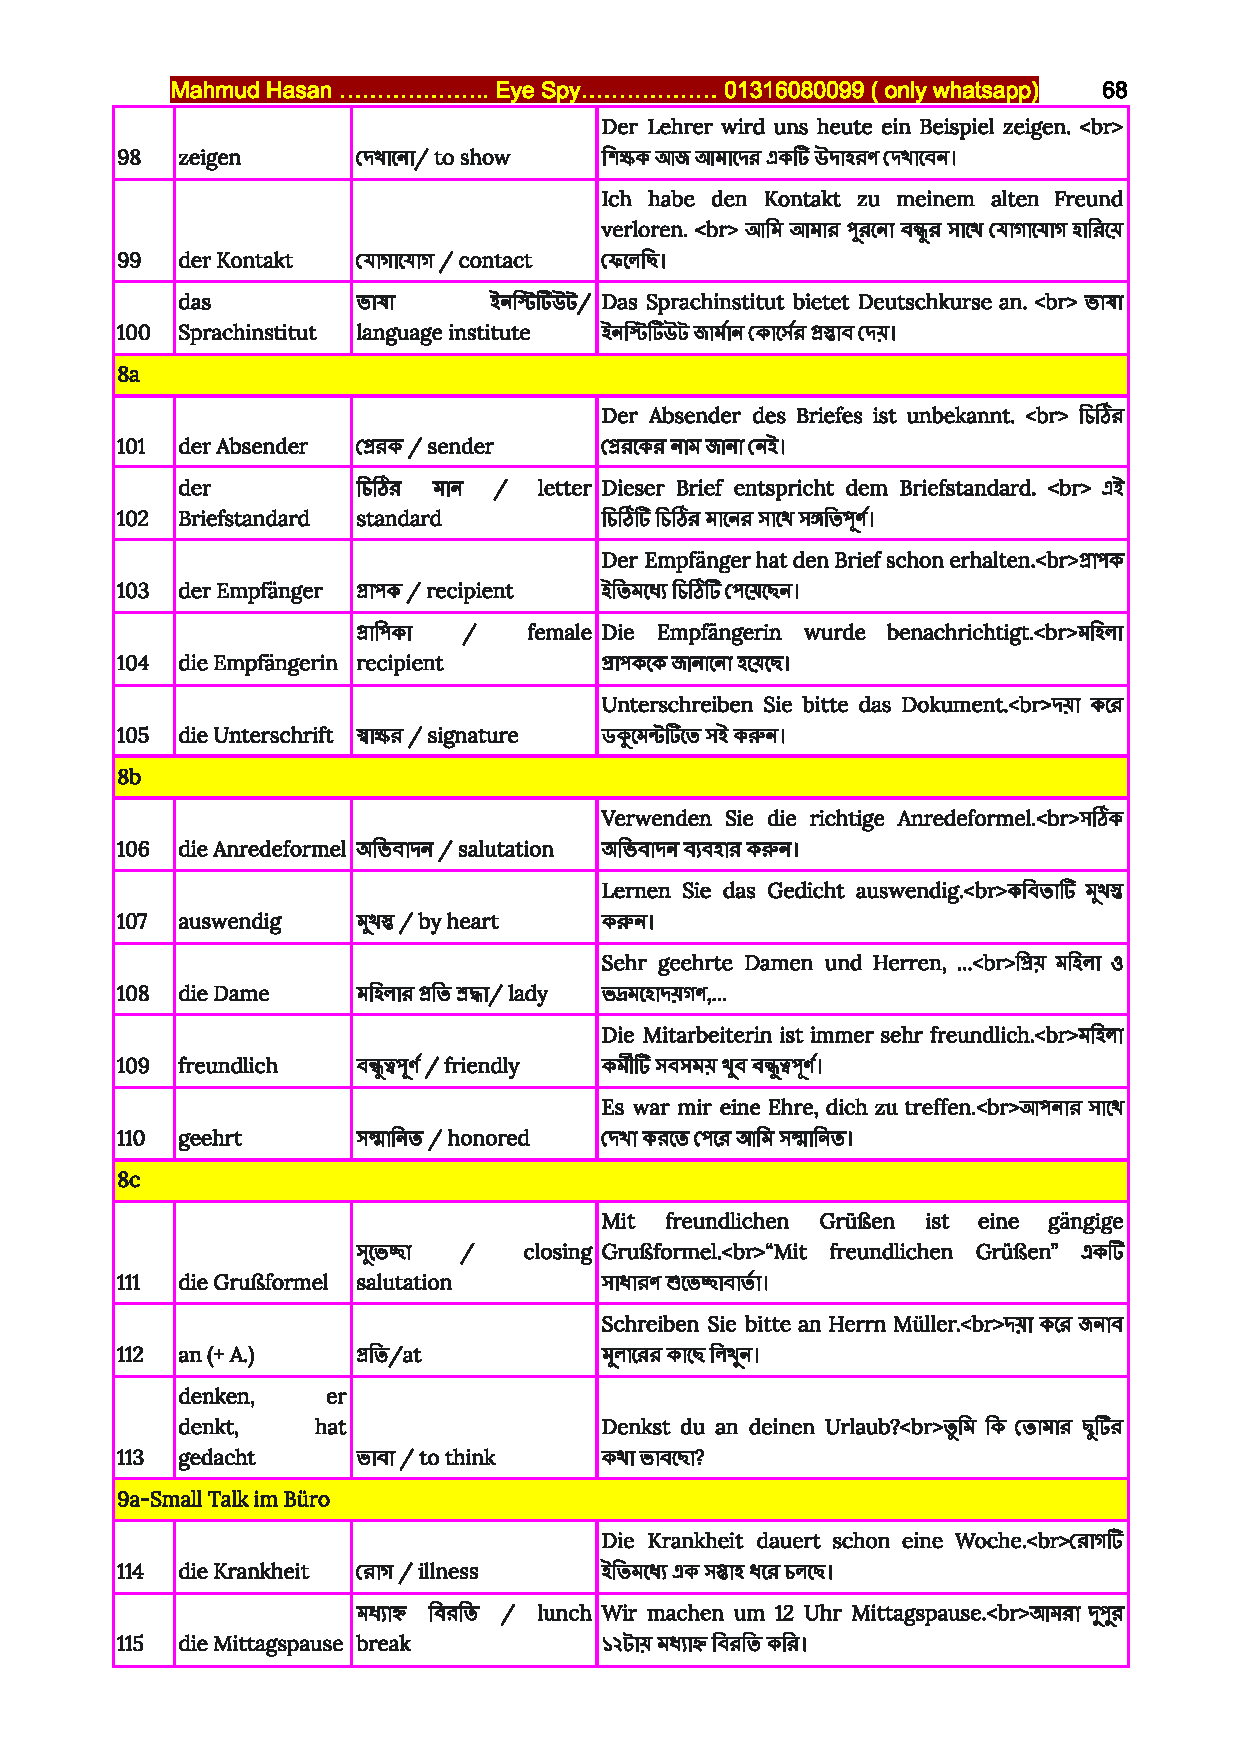 Mahmud Hasan ……………….. Eye Spy……………… 01316080099 ( only whatsapp) 68
Der Lehrer wird uns heute ein Beispiel zeigen. <br>
98 zeigen দেখানো/ to show শিক্ষক আজ আমাদের একটি উদাহরণ দেখাবেন।
Ich habe den Kontakt zu meinem alten Freund
verloren. <br> আমি আমার পুরনো বন্ধুর সাথে যোগাযোগ হারিয়ে
99 der Kontakt যোগাযোগ / contact ফেলেছি।
das ভাষা ইনস্টিটিউট/ Das Sprachinstitut bietet Deutschkurse an. <br> ভাষা
100 Sprachinstitut language institute ইনস্টিটিউট জার্মান কোর্সের প্রস্তাব দেয়।
8a
Der Absender des Briefes ist unbekannt. <br> চিঠির
101 der Absender প্রেরক / sender প্রেরকের নাম জানা নেই।
der চিঠির মান / letter Dieser Brief entspricht dem Briefstandard. <br> এই
102 Briefstandard standard চিঠিটি চিঠির মানের সাথে সঙ্গতিপূর্ণ।
Der Empfänger hat den Brief schon erhalten.<br>প্রাপক
103 der Empfänger প্রাপক / recipient ইতিমধ্যে চিঠিটি পেয়েছেন।
প্রাপিকা / female Die Empfängerin wurde benachrichtigt.<br>মহিলা
104 die Empfängerin recipient প্রাপককে জানানো হয়েছে।
Unterschreiben Sie bitte das Dokument.<br>দয়া করে
105 die Unterschrift স্বাক্ষর / signature ডকুমেন্টটিতে সই করুন।
8b
Verwenden Sie die richtige Anredeformel.<br>সঠিক
106 die Anredeformel অভিবাদন / salutation অভিবাদন ব্যবহার করুন।
Lernen Sie das Gedicht auswendig.<br>কবিতাটি মুখস্ত
107 auswendig মুখস্ত / by heart করুন।
Sehr geehrte Damen und Herren, ...<br>প্রিয় মহিলা ও
108 die Dame মহিলার প্রতি শ্রদ্ধা/ lady ভদ্রমহোদয়গণ,...
Die Mitarbeiterin ist immer sehr freundlich.<br>মহিলা
109 freundlich বন্ধুত্বপূর্ণ / friendly কর্মীটি সবসময় খুব বন্ধুত্বপূর্ণ।
Es war mir eine Ehre, dich zu treffen.<br>আপনার সাথে
110 geehrt সম্মানিত / honored দেখা করতে পেরে আমি সম্মানিত।
8c
Mit freundlichen Grüßen ist eine gängige
সুভেচ্ছা / closing Grußformel.<br>“Mit freundlichen Grüßen” একটি
111 die Grußformel salutation সাধারণ শুভেচ্ছাবার্তা।
Schreiben Sie bitte an Herrn Müller.<br>দয়া করে জনাব
112 an (+ A.) প্রতি/at মুলারের কাছে লিখুন।
denken, er
denkt, hat Denkst du an deinen Urlaub?<br>তুমি কি তোমার ছুটির
113 gedacht ভাবা / to think কথা ভাবছো?
9a-Small Talk im Büro
Die Krankheit dauert schon eine Woche.<br>রোগটি
114 die Krankheit রোগ / illness ইতিমধ্যে এক সপ্তাহ ধরে চলছে।
মধ্যাহ্ন বিরতি / lunch Wir machen um 12 Uhr Mittagspause.<br>আমরা দুপুর
115 die Mittagspause break ১২টায় মধ্যাহ্ন বিরতি করি।